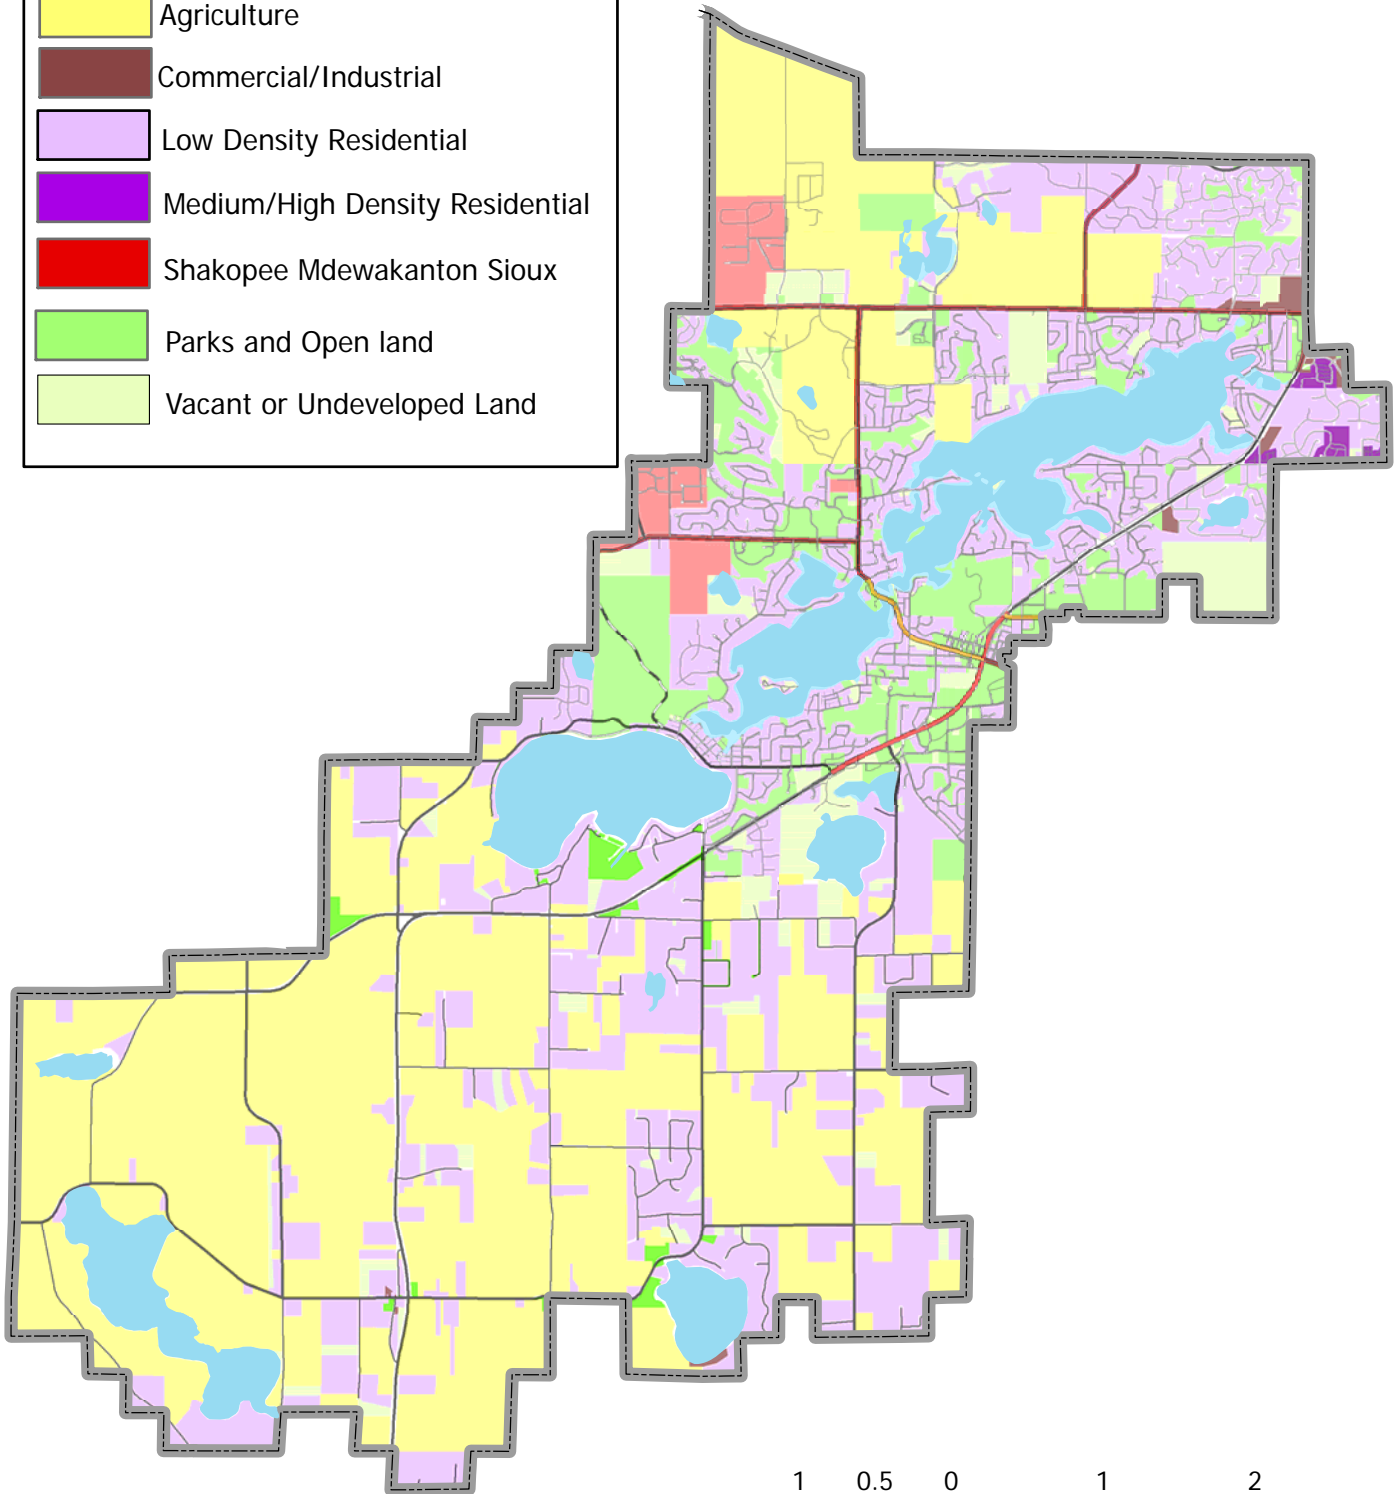 Agriculture
Commercial/Industrial
Low Density Residential
Medium/High Density Residential
Shakopee Mdewakanton Sioux
Parks and Open land
Vacant or Undeveloped Land
1 0.5 0 1 2